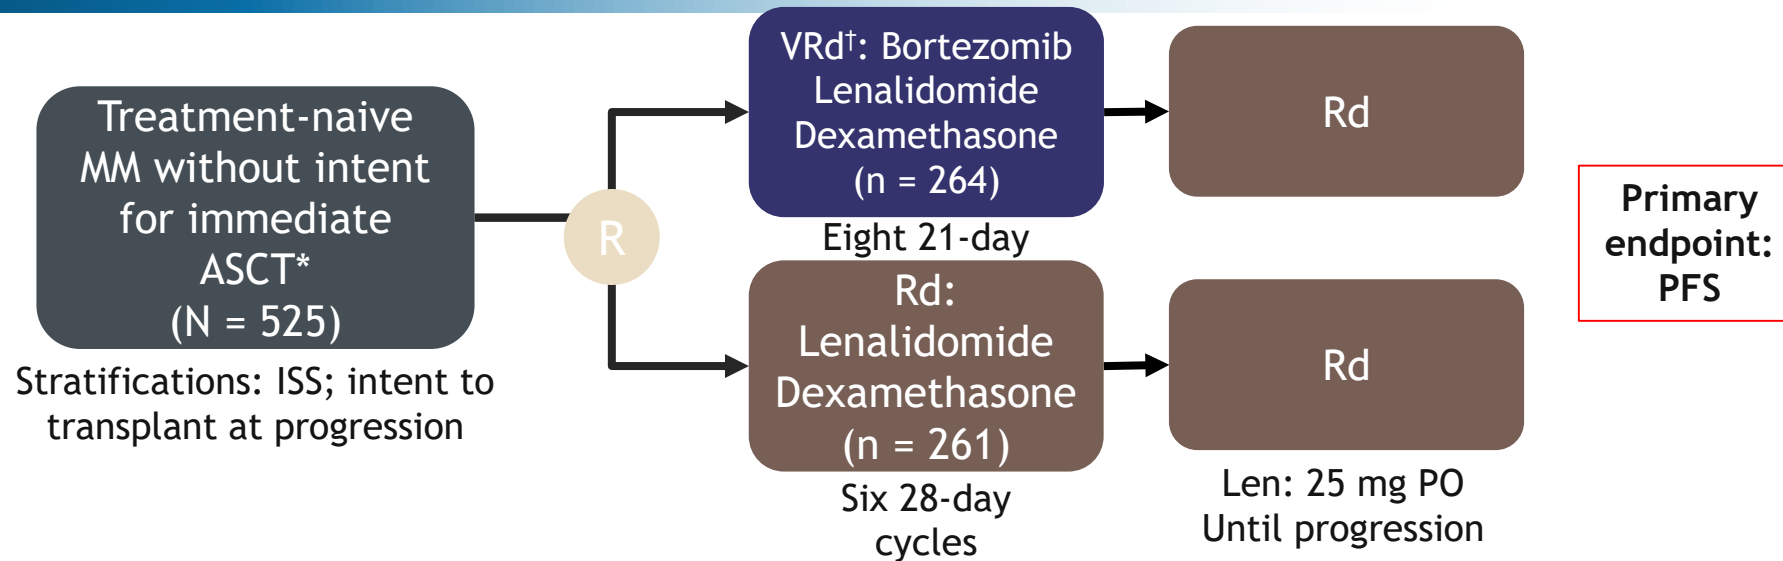 Treatment-naive
MM without intent
for immediate
ASCT*
(N = 525)
Stratifications: ISS; intent to
transplant at progression
R
VRd†: Bortezomib
Lenalidomide
Dexamethasone
(n = 264)
Eight 21-day
Rd:
Lenalidomide
Dexamethasone
(n = 261)
Six 28-day
cycles
Rd
Rd
Len: 25 mg PO
Until progression
Primary
endpoint:
PFS